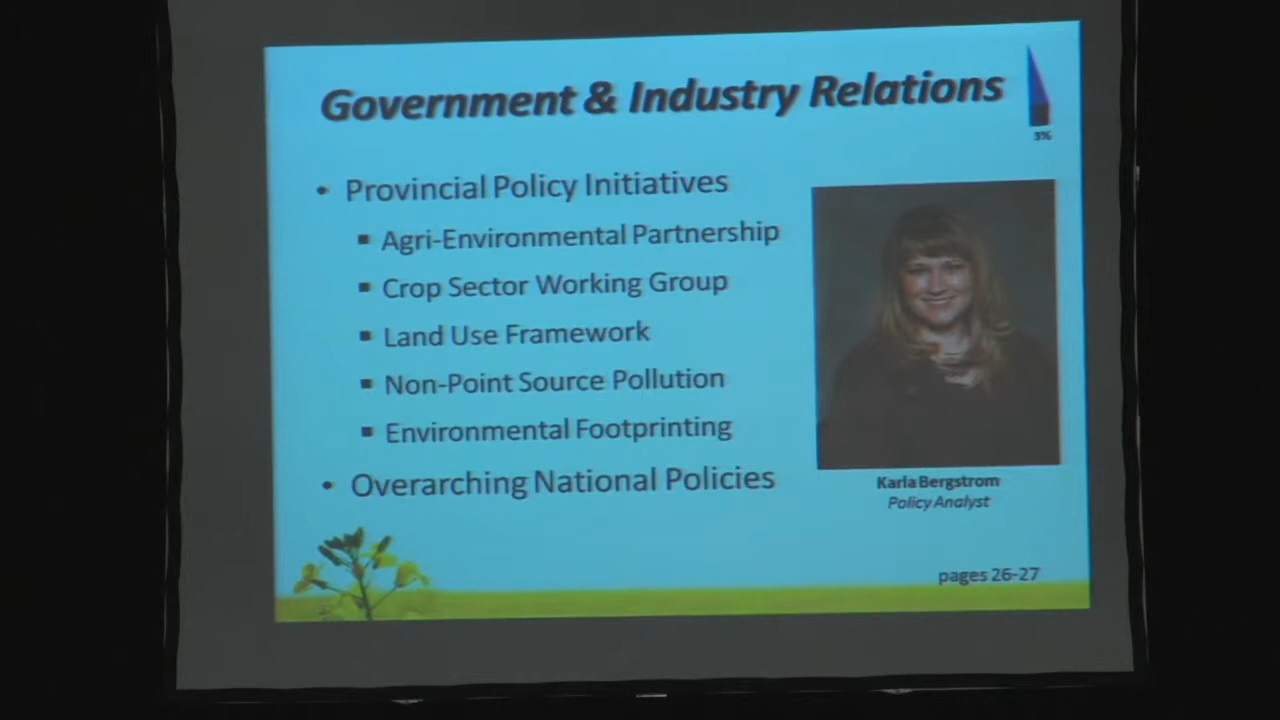 Government & Industry Relations
3%
• Provincial Policy Initiatives
▪ Agri-Environmental Partnership
▪ Crop Sector Working Group
▪ Land Use Framework
▪ Non-Point Source Pollution
▪ Environmental Footprinting
• Overarching National Policies
Karla Bergstrom
Policy Analyst
pages 26-27